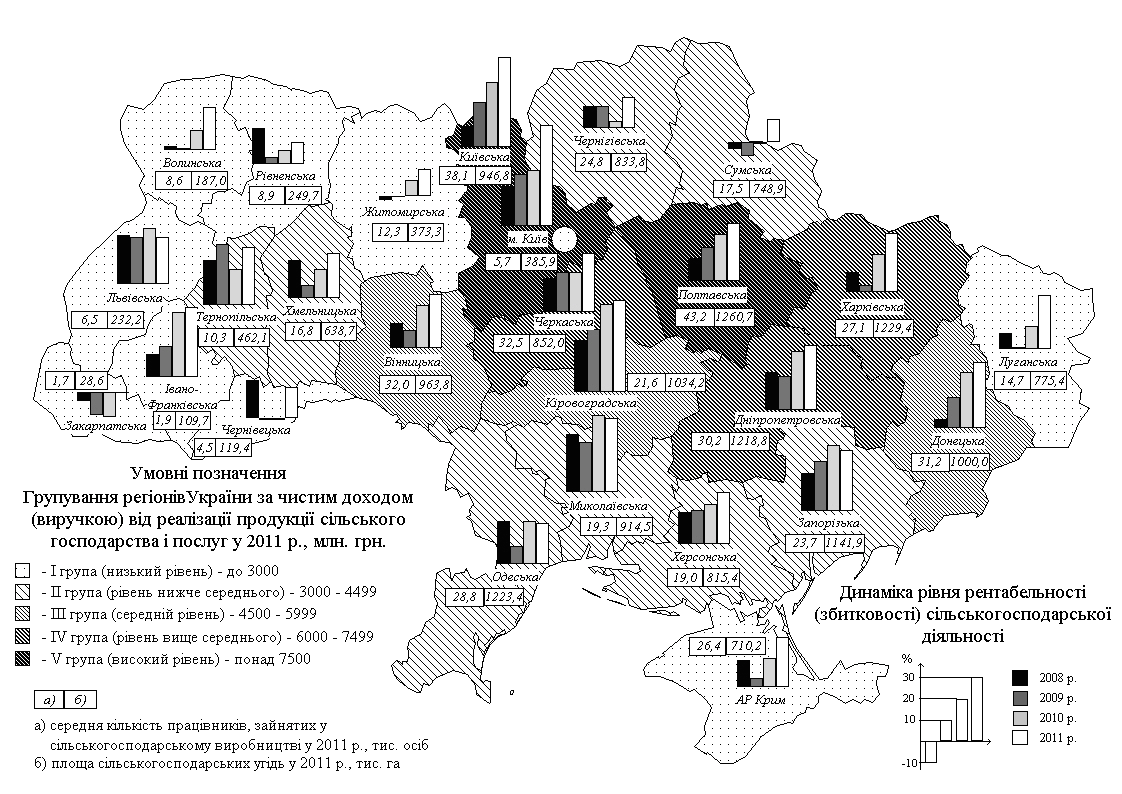 Волинська
8,6 187,0
Рівненська
8,9 249,7
Житомирська
12,3 373,3
Київська
38,1 946,8
Чернігівська
24,8 833,8
Сумська
17,5 748,9
м. Київ
5,7 385,9
Львівська
6,5 232,2
Тернопільська
10,3 462,1
Хмельницька
16,8 638,7
Вінницька
32,0 963,8
Черкаська
32,5 852,0
Полтавська
43,2 1260,7
Харківська
27,1 1229,4
Луганська
14,7 775,4
1,7 28,6
Закарпатська
Івано-
Франківська
1,9 109,7
Чернівецька
4,5 119,4
21,6 1034,2
Кіровоградська
Дніпропетровська
30,2 1218,8
Донецька
31,2 1000,0
Миколаївська
19,3 914,5
Запорізька
23,7 1141,9
Херсонська
19,0 815,4
Одеська
28,8 1223,4
26,4 710,2
АР Крим
Умовні позначення
Групування регіонів України за чистим доходом
(виручкою) від реалізації продукції сільського
господарства і послуг у 2011 р., млн. грн.
- І група (низький рівень) - до 3000
- ІІ група (рівень нижче середнього) - 3000 - 4499
- ІІІ група (середній рівень) - 4500 - 5999
- IV група (рівень вище середнього) - 6000 - 7499
- V група (високий рівень) - понад 7500
а) б)
а) середня кількість працівників, зайнятих у
сільськогосподарському виробництві у 2011 р., тис. осіб
б) площа сільськогосподарських угідь у 2011 р., тис. га
Динаміка рівня рентабельності
(збитковості) сільськогосподарської
діяльності
%
30
20
10
-10
2008 р.
2009 р.
2010 р.
2011 р.